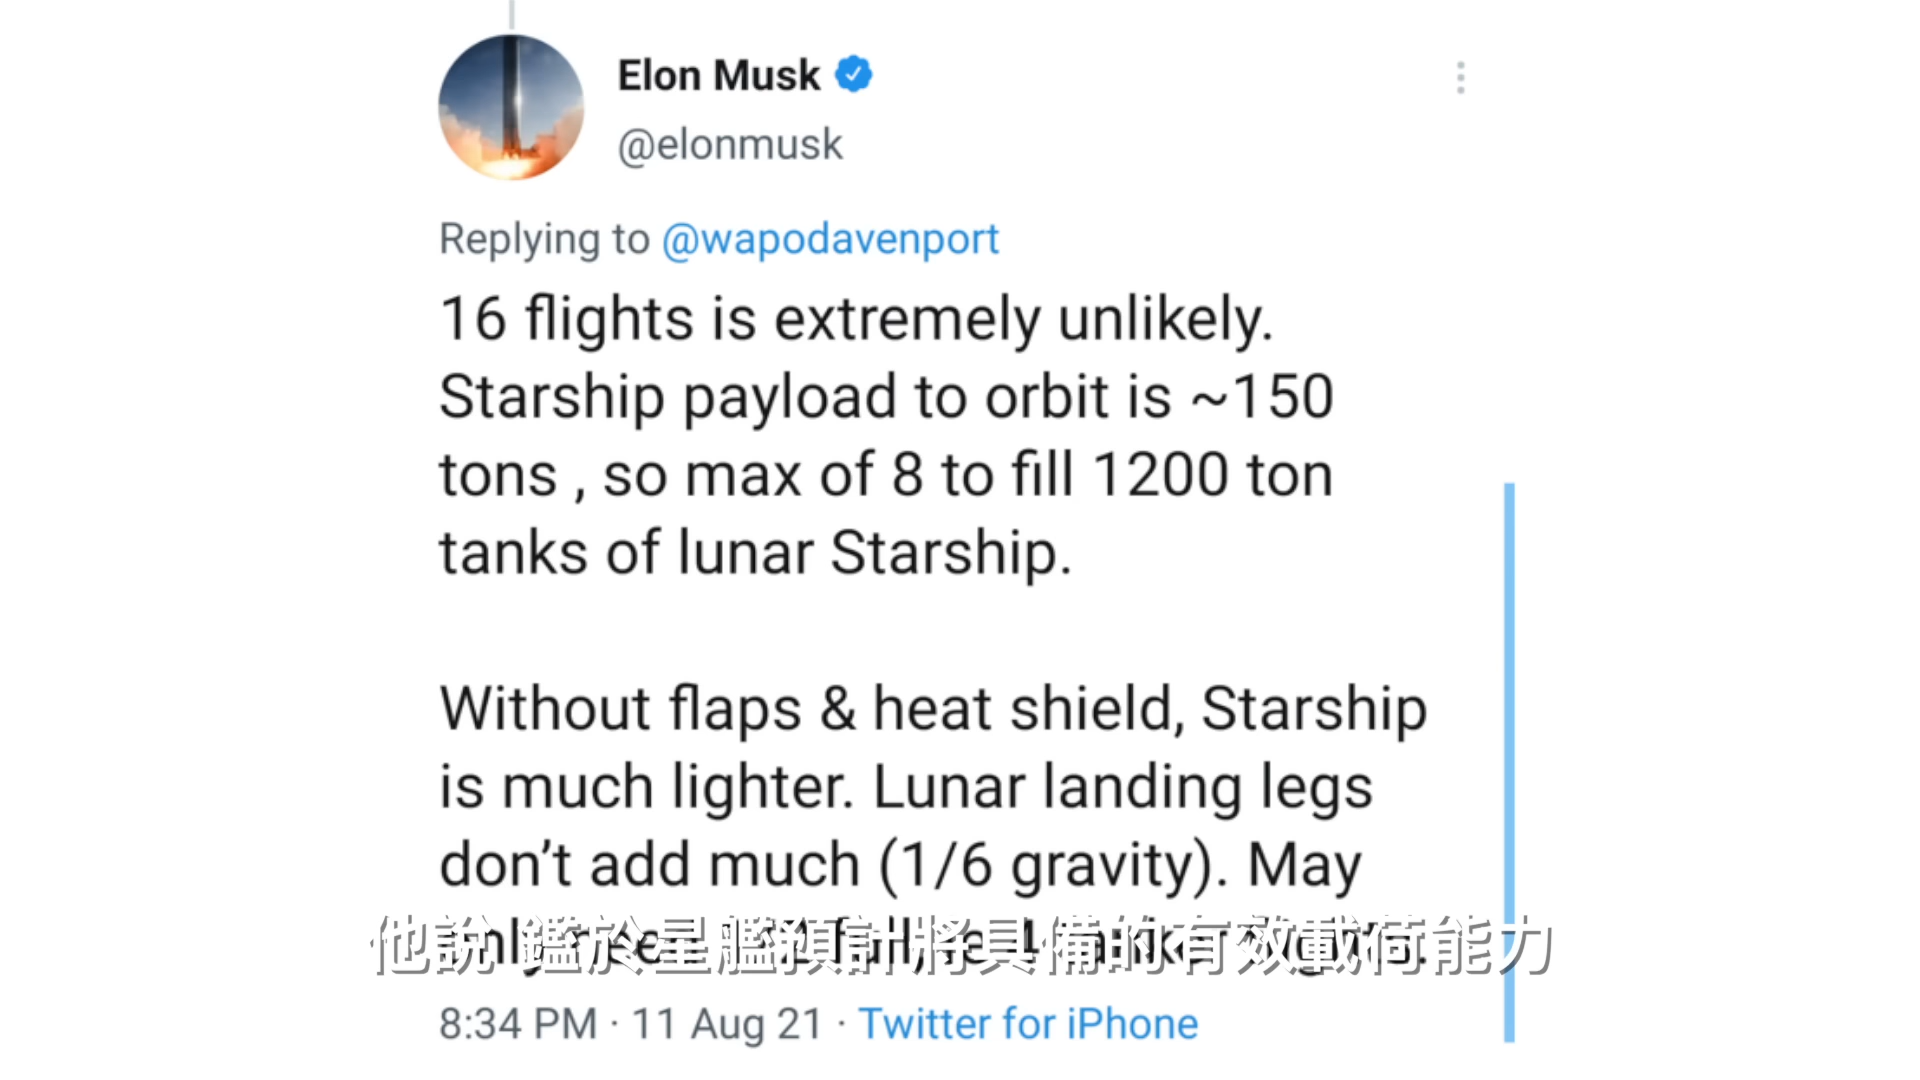 Elon Musk
@elonmusk
Replying to @wapodavenport
16 flights is extremely unlikely.
Starship payload to orbit is ~150
tons , so max of 8 to fill 1200 ton
tanks of lunar Starship.
Without flaps & heat shield, Starship
is much lighter. Lunar landing legs
don’t add much (1/6 gravity). May
他說 鑑於星艦預計將具備的有效載荷能力
8:34 PM · 11 Aug 21 · Twitter for iPhone